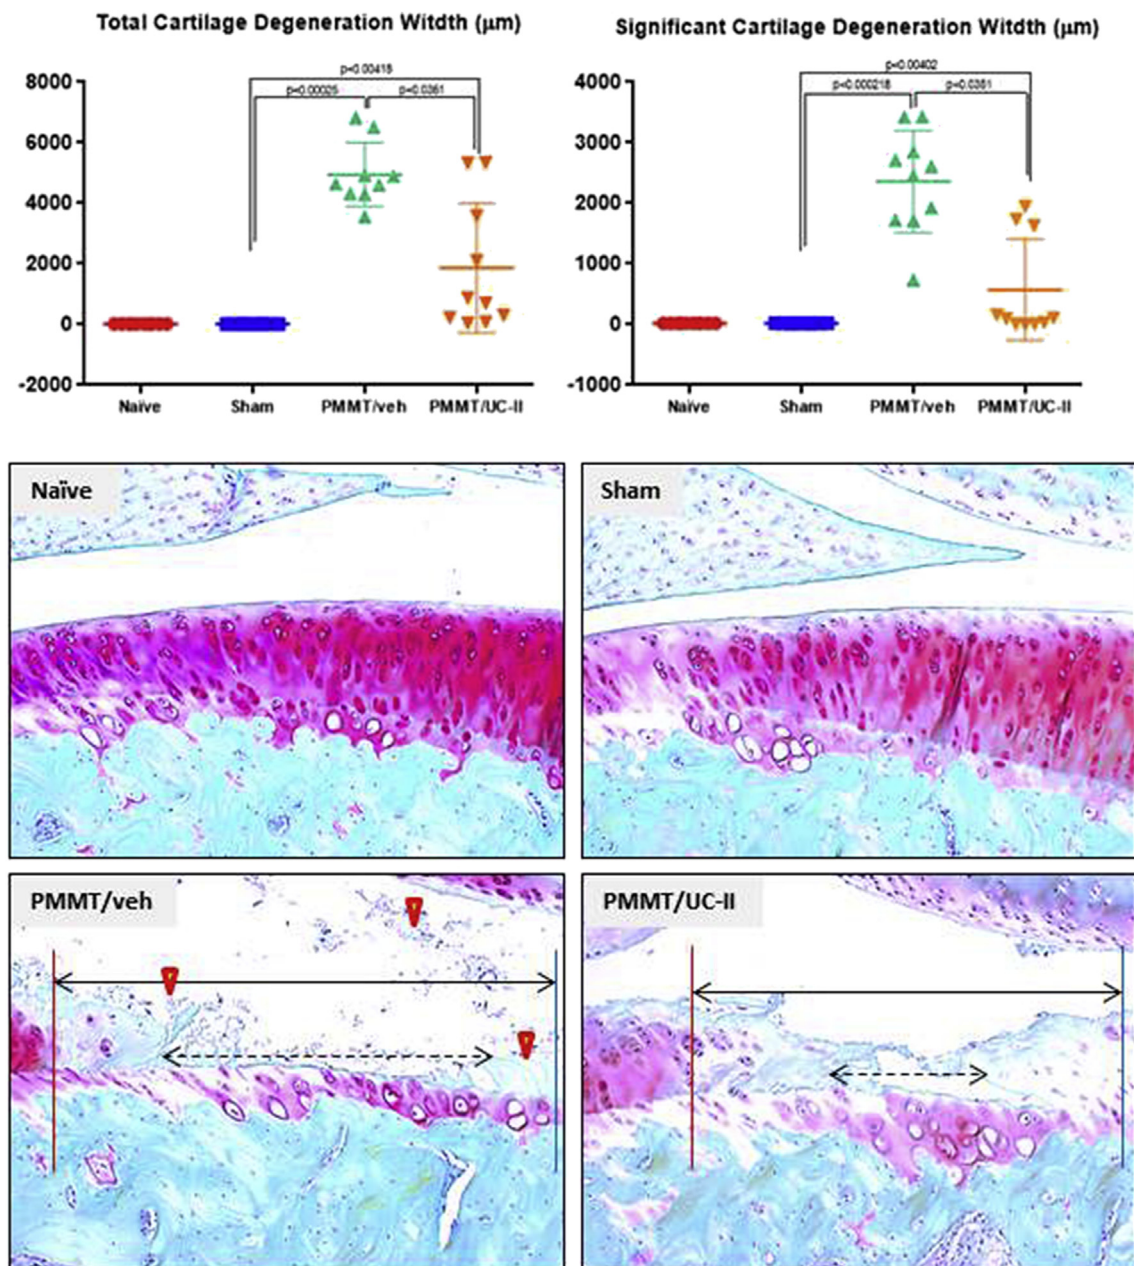 Total Cartilage Degeneration Witdth (μm)
8000
6000
4000
2000
0
-2000
p<0.00418
p<0.00025
p<0.0361
Naïve
Sham
PMMT/veh
PMMT/UC-II
Significant Cartilage Degeneration Witdth (μm)
4000
3000
2000
1000
0
-1000
p<0.00402
p<0.000218
p<0.0381
Naïve
Sham
PMMT/veh
PMMT/UC-II
Naïve
Sham
PMMT/veh
PMMT/UC-II